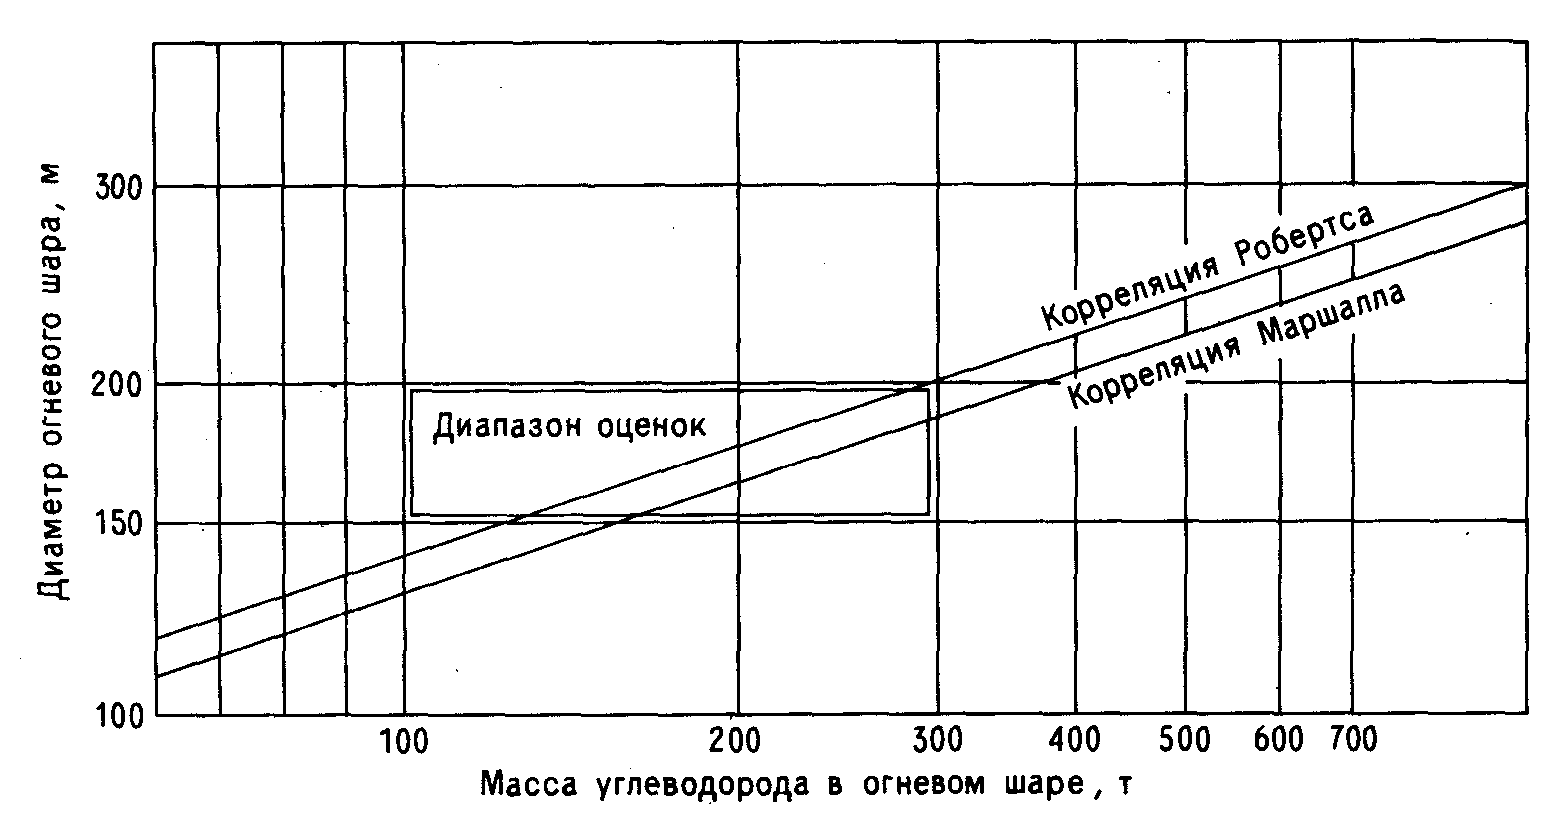 Диаметр огневого шара, м
300
200
150
100
Корреляция Робертса
Корреляция Маршалла
Диапазон оценок
100 200 300 400 500 600 700
Масса углеводорода в огневом шаре, т